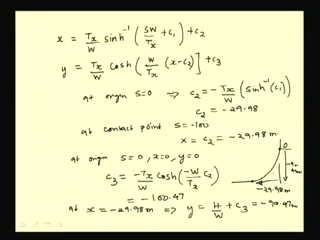 x = Tx/W sinh⁻¹ (SW/Tx + c₁) + c₂
y = Tx/W cosh [W/Tx (x-c₂)] + c₃
at origin s=0 ⇒ c₂ = -Tx/W (sinh⁻¹(c₁))
c₂ = -29.98
at contact point s=-100
x = c₂ = -29.98m
at origin s=0, x=0, y=0
c₃ = -Tx/W cosh(-W/Tx c₂)
= -100.47
at x=-29.98m ⇒ y = H/W + c₃ = -90.47m
O
-29.98m